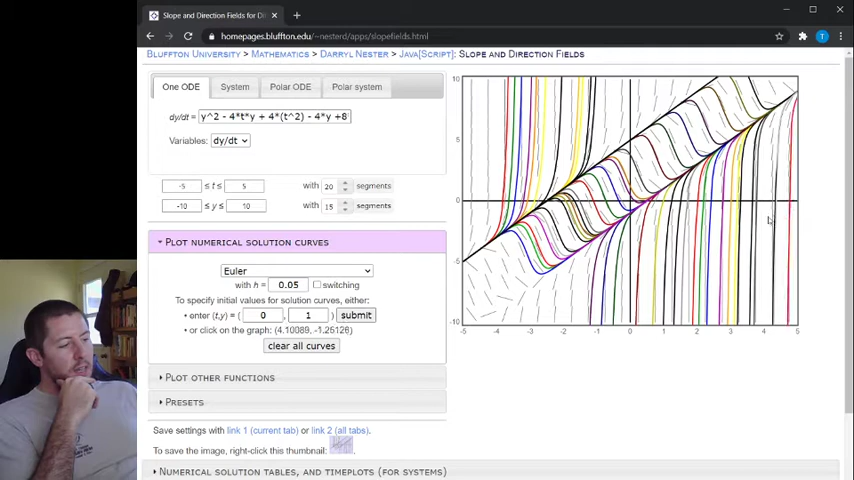 Slope and Direction Fields for Di
homepages.bluffton.edu/~nesterd/apps/slopefields.html
T
Bluffton University > Mathematics > Darryl Nester > Java[Script]: Slope and Direction Fields
One ODE System Polar ODE Polar system
dy/dt = y^2 - 4*t*y + 4*(t^2) - 4*y +8
Variables: dy/dt
-5 ≤ t ≤ 5 with 20 segments
-10 ≤ y ≤ 10 with 15 segments
Plot numerical solution curves
Euler
with h = 0.05 switching
To specify initial values for solution curves, either:
• enter (t,y) = ( 0 , 1 ) submit
• or click on the graph: (4.10089, -1.25126)
clear all curves
Plot other functions
Presets
Save settings with link 1 (current tab) or link 2 (all tabs).
To save the image, right-click this thumbnail: .
Numerical solution tables, and timeplots (for systems)
10
5
0
-5
-10
-5 -4 -3 -2 -1 0 1 2 3 4 5